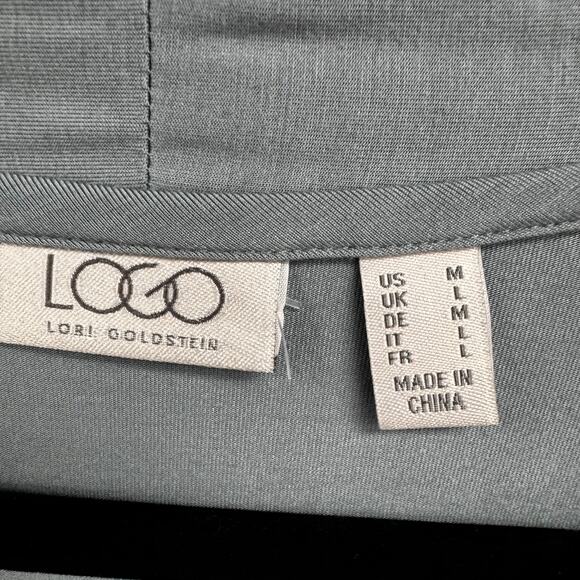 LOGO
LORI GOLDSTEIN
US M
UK L
DE M
IT L
FR L
MADE IN
CHINA